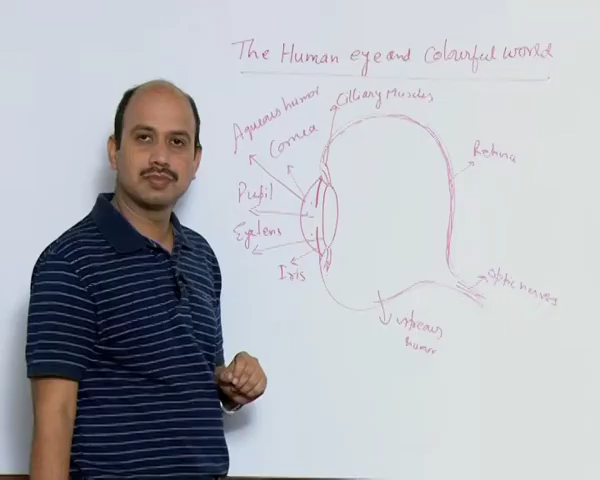 The Human eye and Colourful world
Cilliary Muscles
Aqueous humor
Cornea
Retina
Pupil
Eyelens
Iris
Optic nerves
vitreous
humor